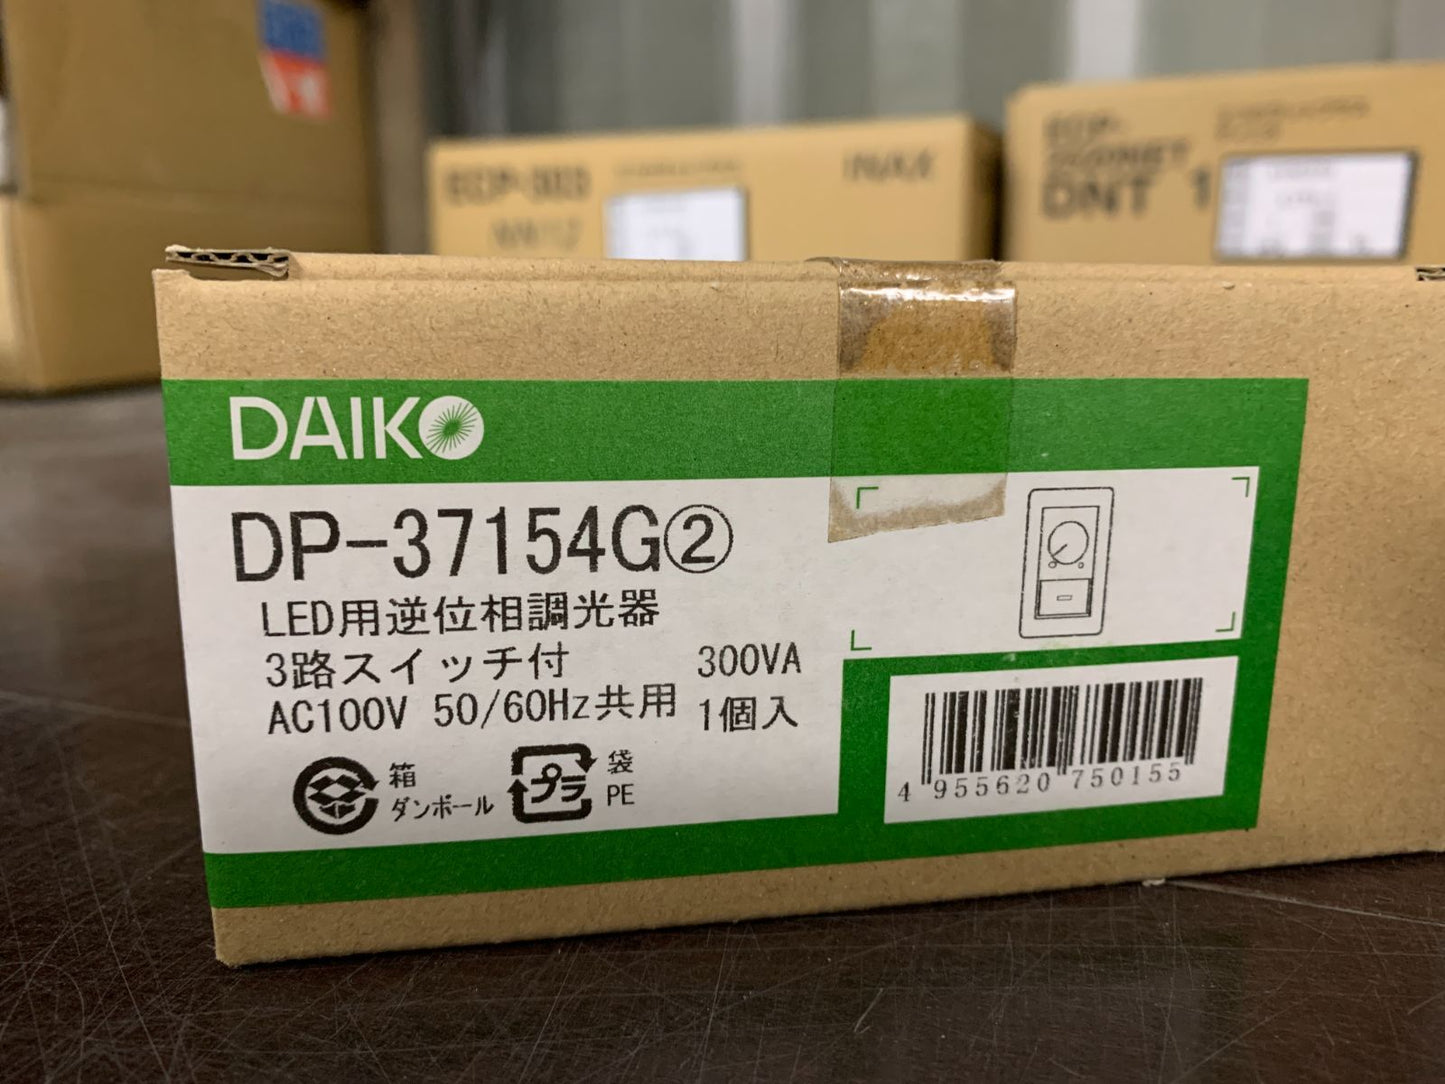 INAX
DNT 1
DAIKO
DP-37154G②
LED用逆位相調光器
3路スイッチ付 300VA
AC100V 50/60Hz共用 1個入
箱
ダンボール
プラ
袋
PE
4 955620 750155